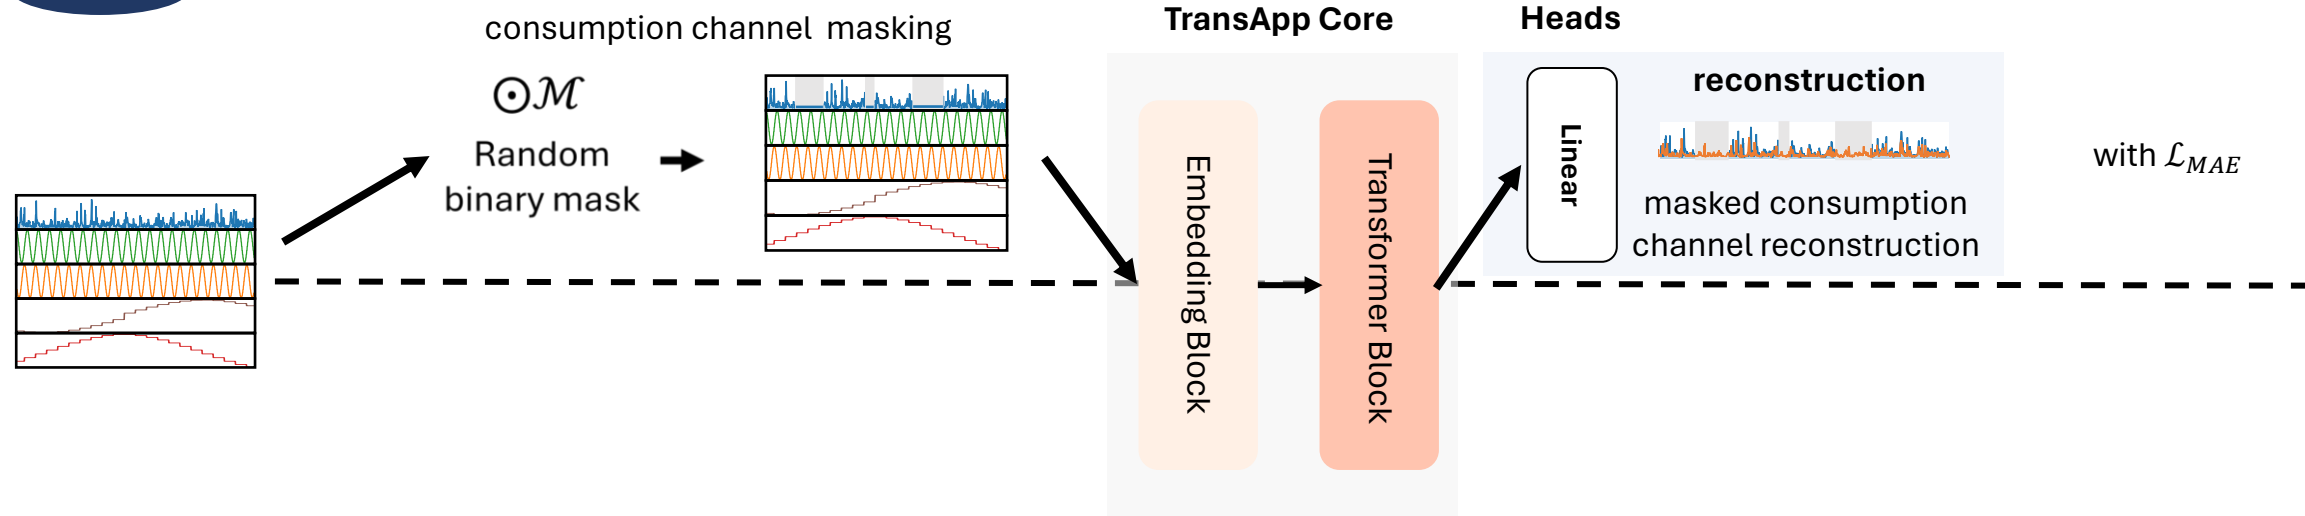 consumption channel masking
⊙ℳ
Random
binary mask
TransApp Core
Embedding Block
Transformer Block
Heads
Linear
reconstruction
masked consumption
channel reconstruction
with ℒ_MAE